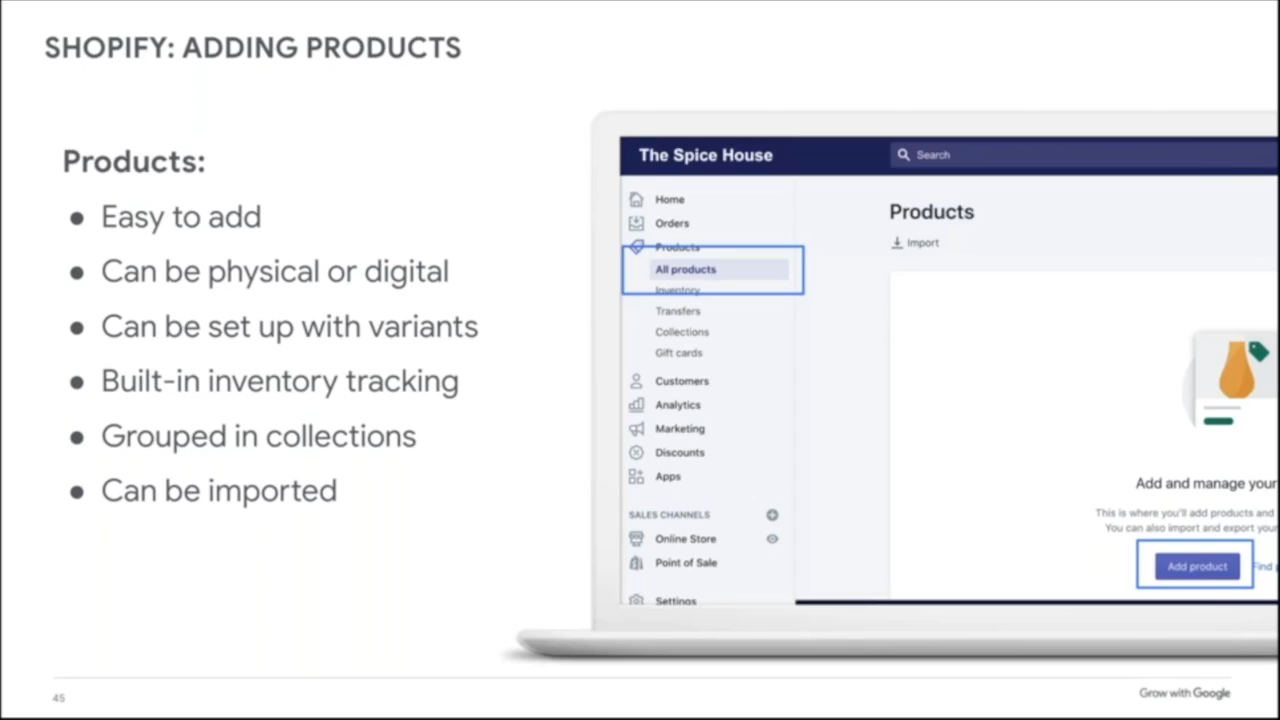 SHOPIFY: ADDING PRODUCTS
Products:
● Easy to add
● Can be physical or digital
● Can be set up with variants
● Built-in inventory tracking
● Grouped in collections
● Can be imported
The Spice House
Search
Home
Orders
Products
All products
Inventory
Transfers
Collections
Gift cards
Customers
Analytics
Marketing
Discounts
Apps
SALES CHANNELS
Online Store
Point of Sale
Settings
Products
Import
Add and manage your
This is where you'll add products and
You can also import and export your
Add product
Find
45
Grow with Google